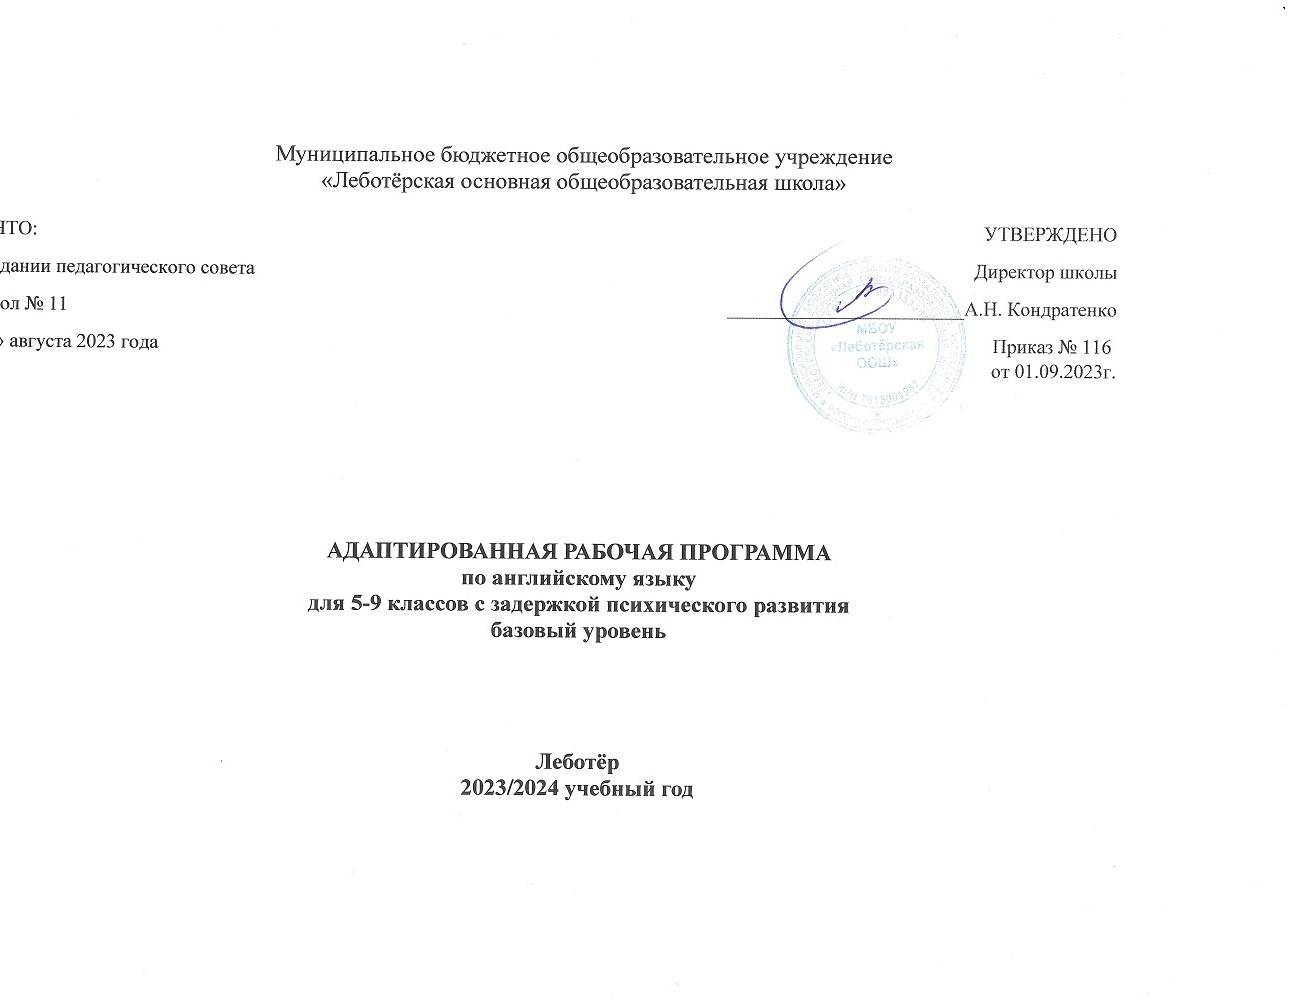 Муниципальное бюджетное общеобразовательное учреждение
«Леботёрская основная общеобразовательная школа»
ЯТО:
дании педагогического совета
ол № 11
» августа 2023 года
УТВЕРЖДЕНО
Директор школы
А.Н. Кондратенко
Приказ № 116
от 01.09.2023г.
МБОУ
«Леботёрская
ООШ»
АДАПТИРОВАННАЯ РАБОЧАЯ ПРОГРАММА
по английскому языку
для 5-9 классов с задержкой психического развития
базовый уровень
Леботёр
2023/2024 учебный год